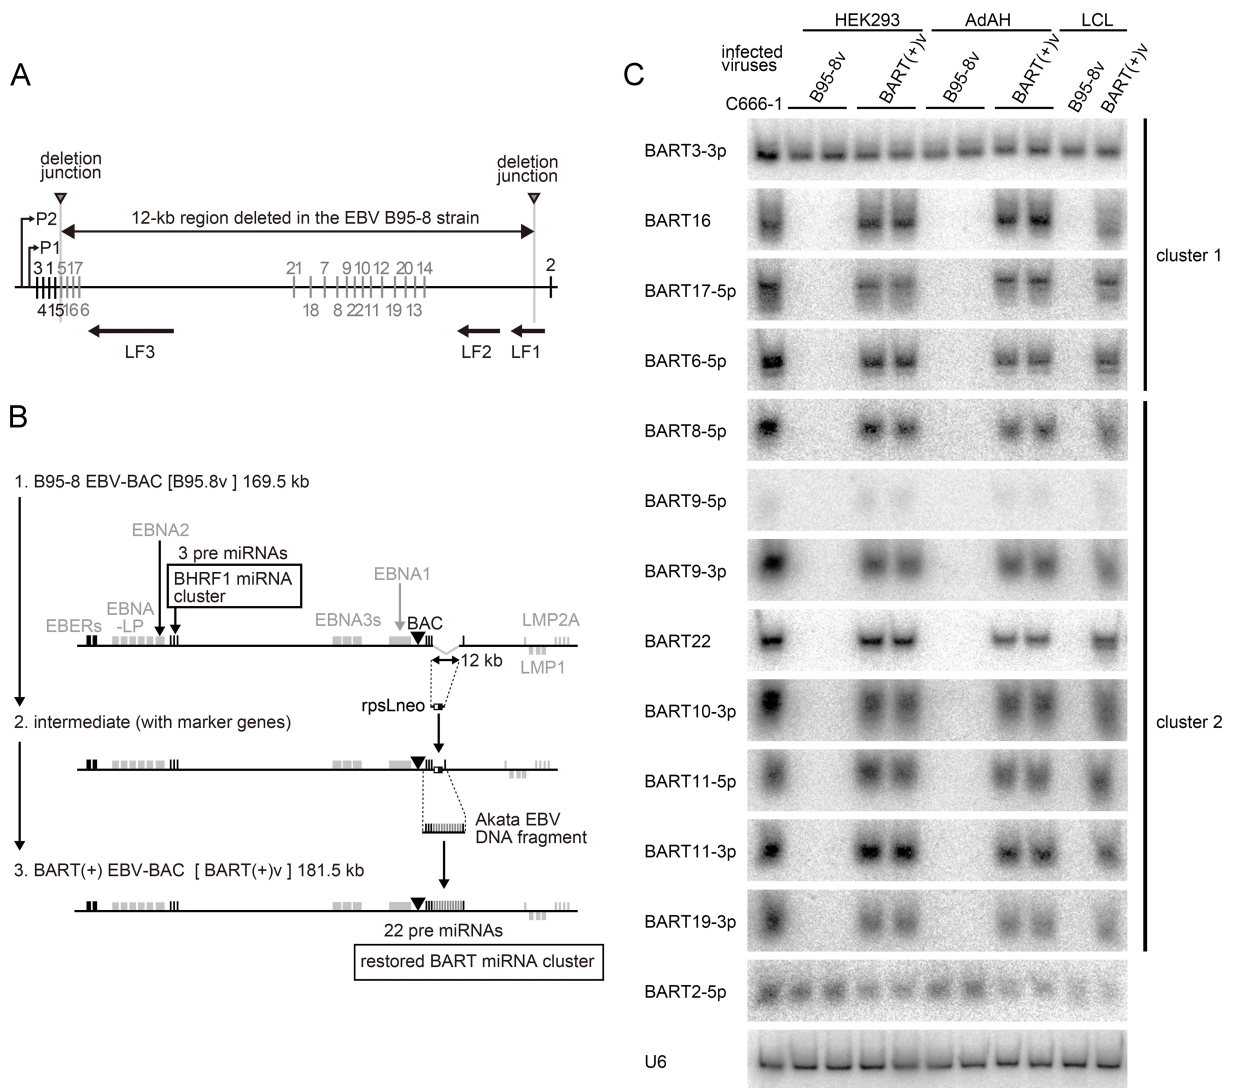 A
deletion
junction
deletion
junction
12-kb region deleted in the EBV B95-8 strain
P2
P1
3 1 5 17
21 7 9 10 12 20 14
2
4 15 16 6
18 8 22 11 19 13
LF3
LF2
LF1
B
1. B95-8 EBV-BAC [B95.8v ] 169.5 kb
EBNA2
3 pre miRNAs
BHRF1 miRNA
cluster
EBNA1
EBERs
EBNA
-LP
EBNA3s
BAC
LMP2A
LMP1
12 kb
rpsLneo
2. intermediate (with marker genes)
Akata EBV
DNA fragment
3. BART(+) EBV-BAC [ BART(+)v ] 181.5 kb
22 pre miRNAs
restored BART miRNA cluster
C
HEK293
AdAH
LCL
infected
viruses
C666-1
B95-8v
BART(+)v
B95-8v
BART(+)v
B95-8v
BART(+)v
BART3-3p
BART16
BART17-5p
BART6-5p
cluster 1
BART8-5p
BART9-5p
BART9-3p
BART22
BART10-3p
BART11-5p
BART11-3p
BART19-3p
cluster 2
BART2-5p
U6